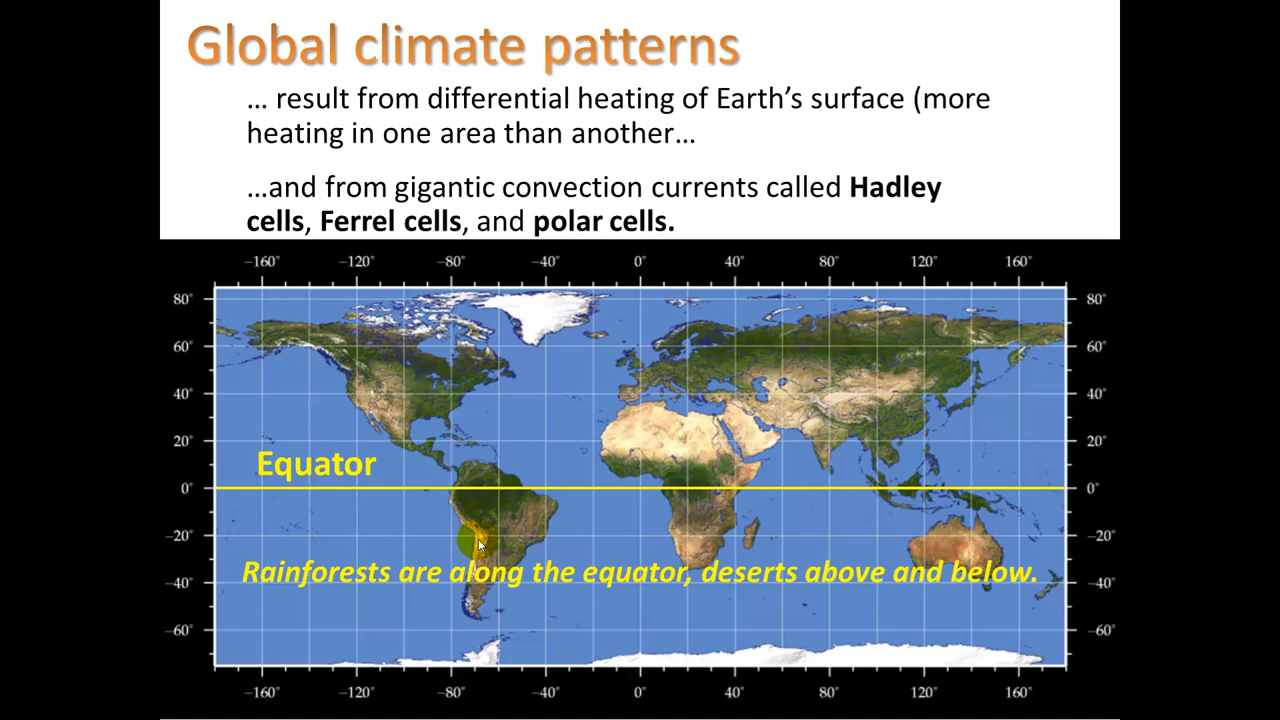 Global climate patterns
… result from differential heating of Earth’s surface (more
heating in one area than another…
…and from gigantic convection currents called Hadley
cells, Ferrel cells, and polar cells.
−160˚ −120˚ −80˚ −40˚ 0˚ 40˚ 80˚ 120˚ 160˚
80˚ 80˚
60˚ 60˚
40˚ 40˚
20˚ 20˚
Equator
0˚ 0˚
−20˚ −20˚
Rainforests are along the equator, deserts above and below.
−40˚ −40˚
−60˚ −60˚
−160˚ −120˚ −80˚ −40˚ 0˚ 40˚ 80˚ 120˚ 160˚